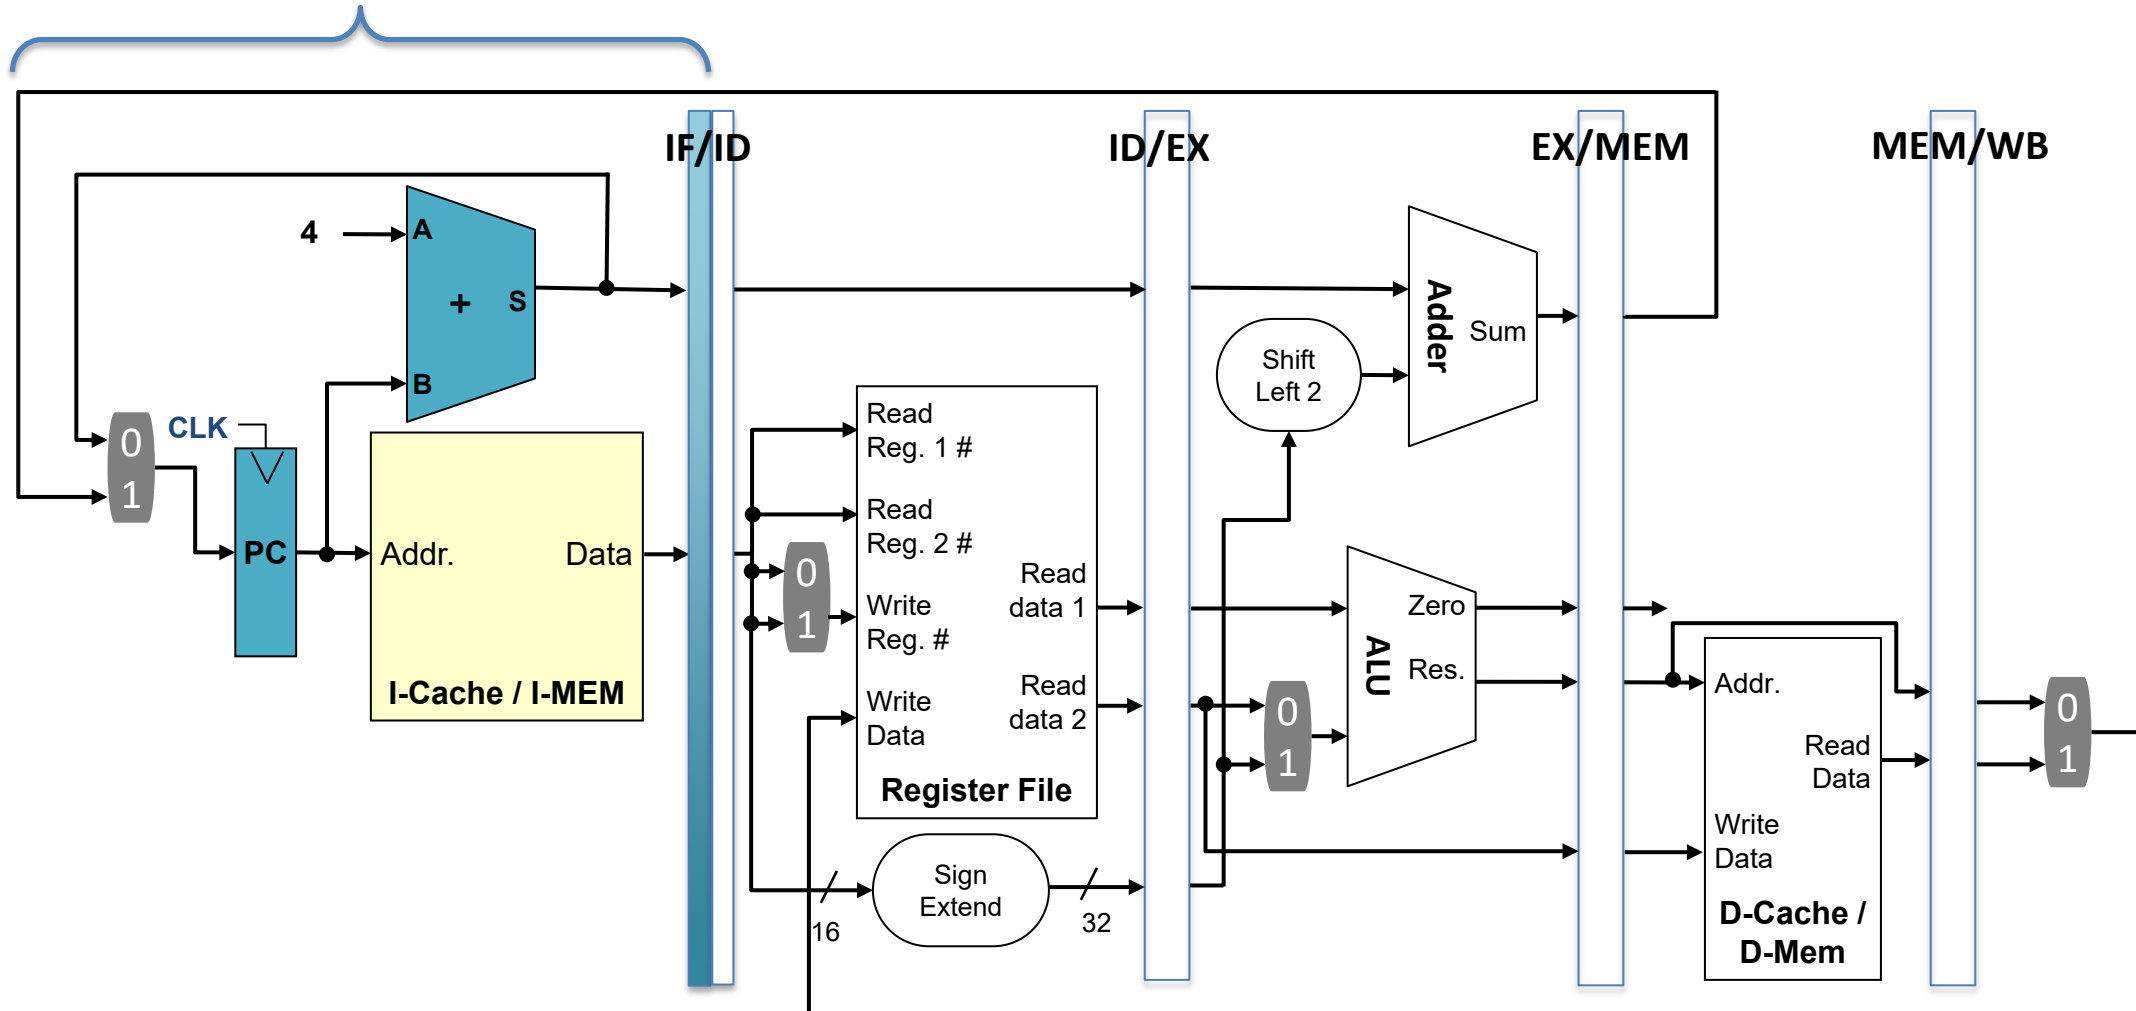 IF/ID
ID/EX
EX/MEM
MEM/WB
4
A
+
S
B
CLK
0
1
PC
Addr.
Data
I-Cache / I-MEM
0
1
Read
Reg. 1 #
Read
Reg. 2 #
Write
Reg. #
Write
Data
Read
data 1
Read
data 2
Register File
16
Sign
Extend
32
Shift
Left 2
Adder
Sum
0
1
ALU
Zero
Res.
Addr.
Read
Data
Write
Data
D-Cache /
D-Mem
0
1